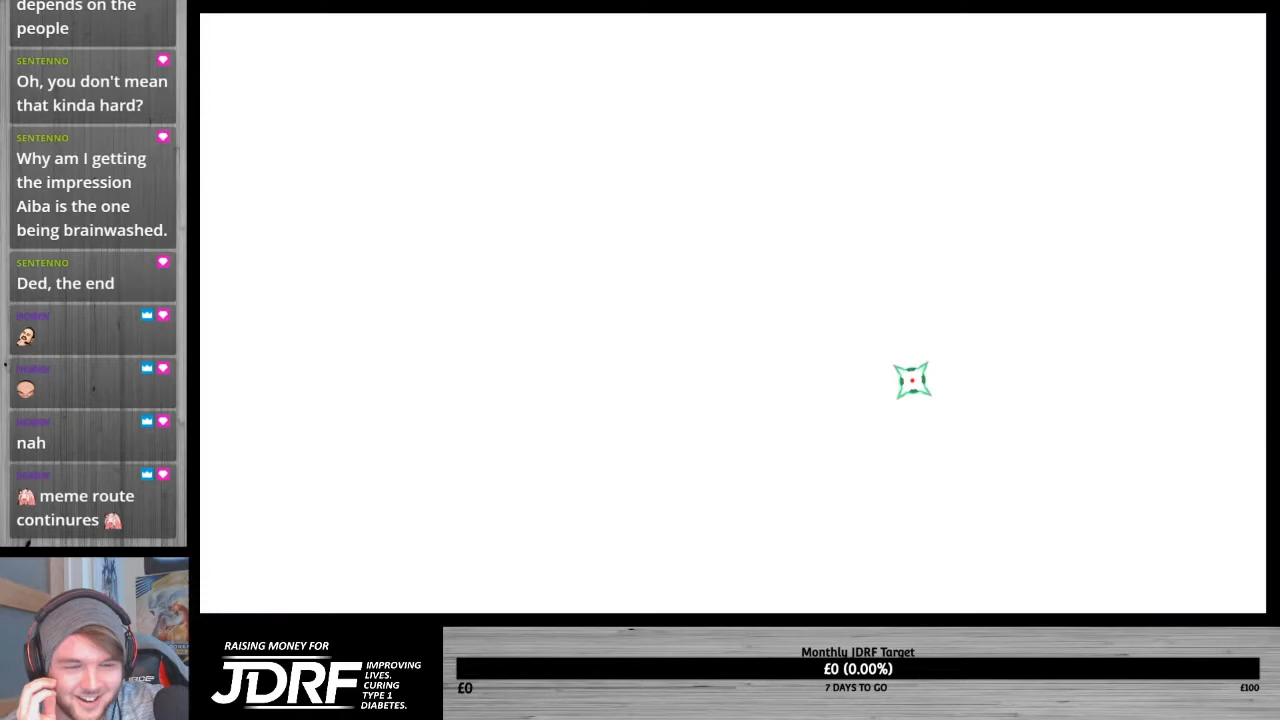 depends on the
people
SENTENNO
Oh, you don't mean
that kinda hard?
SENTENNO
Why am I getting
the impression
Aiba is the one
being brainwashed.
SENTENNO
Ded, the end
nah
meme route
continures
RAISING MONEY FOR
JDRF
IMPROVING
LIVES.
CURING
TYPE 1
DIABETES.
Monthly JDRF Target
£0 (0.00%)
£0
7 DAYS TO GO
£100